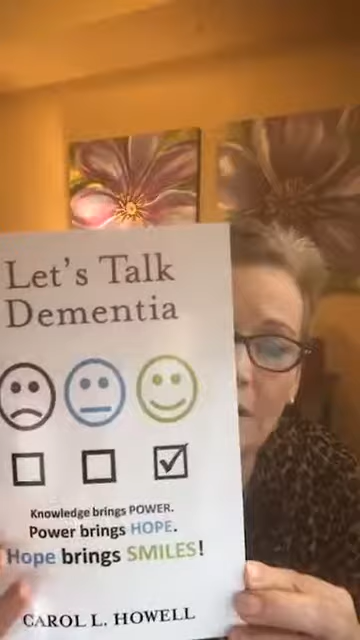 Let's Talk
Dementia
Knowledge brings POWER.
Power brings HOPE.
Hope brings SMILES!
CAROL L. HOWELL